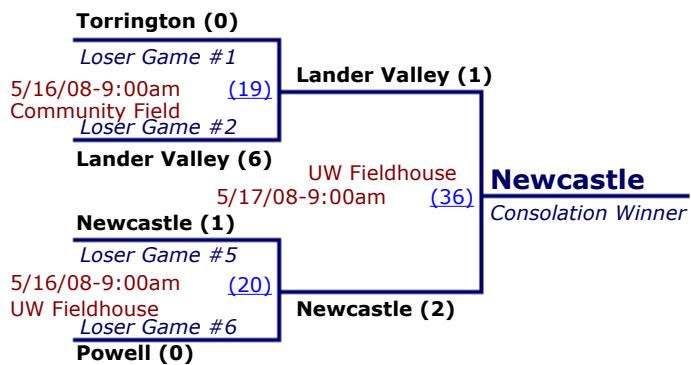 Torrington (0)
Loser Game #1
Lander Valley (1)
5/16/08-9:00am (19)
Community Field
Loser Game #2
Lander Valley (6)
UW Fieldhouse
Newcastle
5/17/08-9:00am (36)
Consolation Winner
Newcastle (1)
Loser Game #5
5/16/08-9:00am (20)
UW Fieldhouse
Newcastle (2)
Loser Game #6
Powell (0)